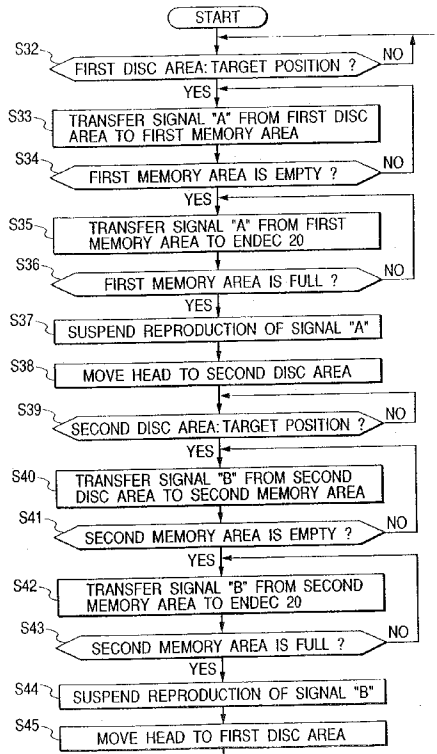 START
S32
FIRST DISC AREA: TARGET POSITION ?
NO
YES
S33
TRANSFER SIGNAL "A" FROM FIRST DISC
AREA TO FIRST MEMORY AREA
S34
FIRST MEMORY AREA IS EMPTY ?
NO
YES
S35
TRANSFER SIGNAL "A" FROM FIRST
MEMORY AREA TO ENDEC 20
S36
FIRST MEMORY AREA IS FULL ?
NO
YES
S37
SUSPEND REPRODUCTION OF SIGNAL "A"
S38
MOVE HEAD TO SECOND DISC AREA
S39
SECOND DISC AREA: TARGET POSITION ?
NO
YES
S40
TRANSFER SIGNAL "B" FROM SECOND
DISC AREA TO SECOND MEMORY AREA
S41
SECOND MEMORY AREA IS EMPTY ?
NO
YES
S42
TRANSFER SIGNAL "B" FROM SECOND
MEMORY AREA TO ENDEC 20
S43
SECOND MEMORY AREA IS FULL ?
NO
YES
S44
SUSPEND REPRODUCTION OF SIGNAL "B"
S45
MOVE HEAD TO FIRST DISC AREA